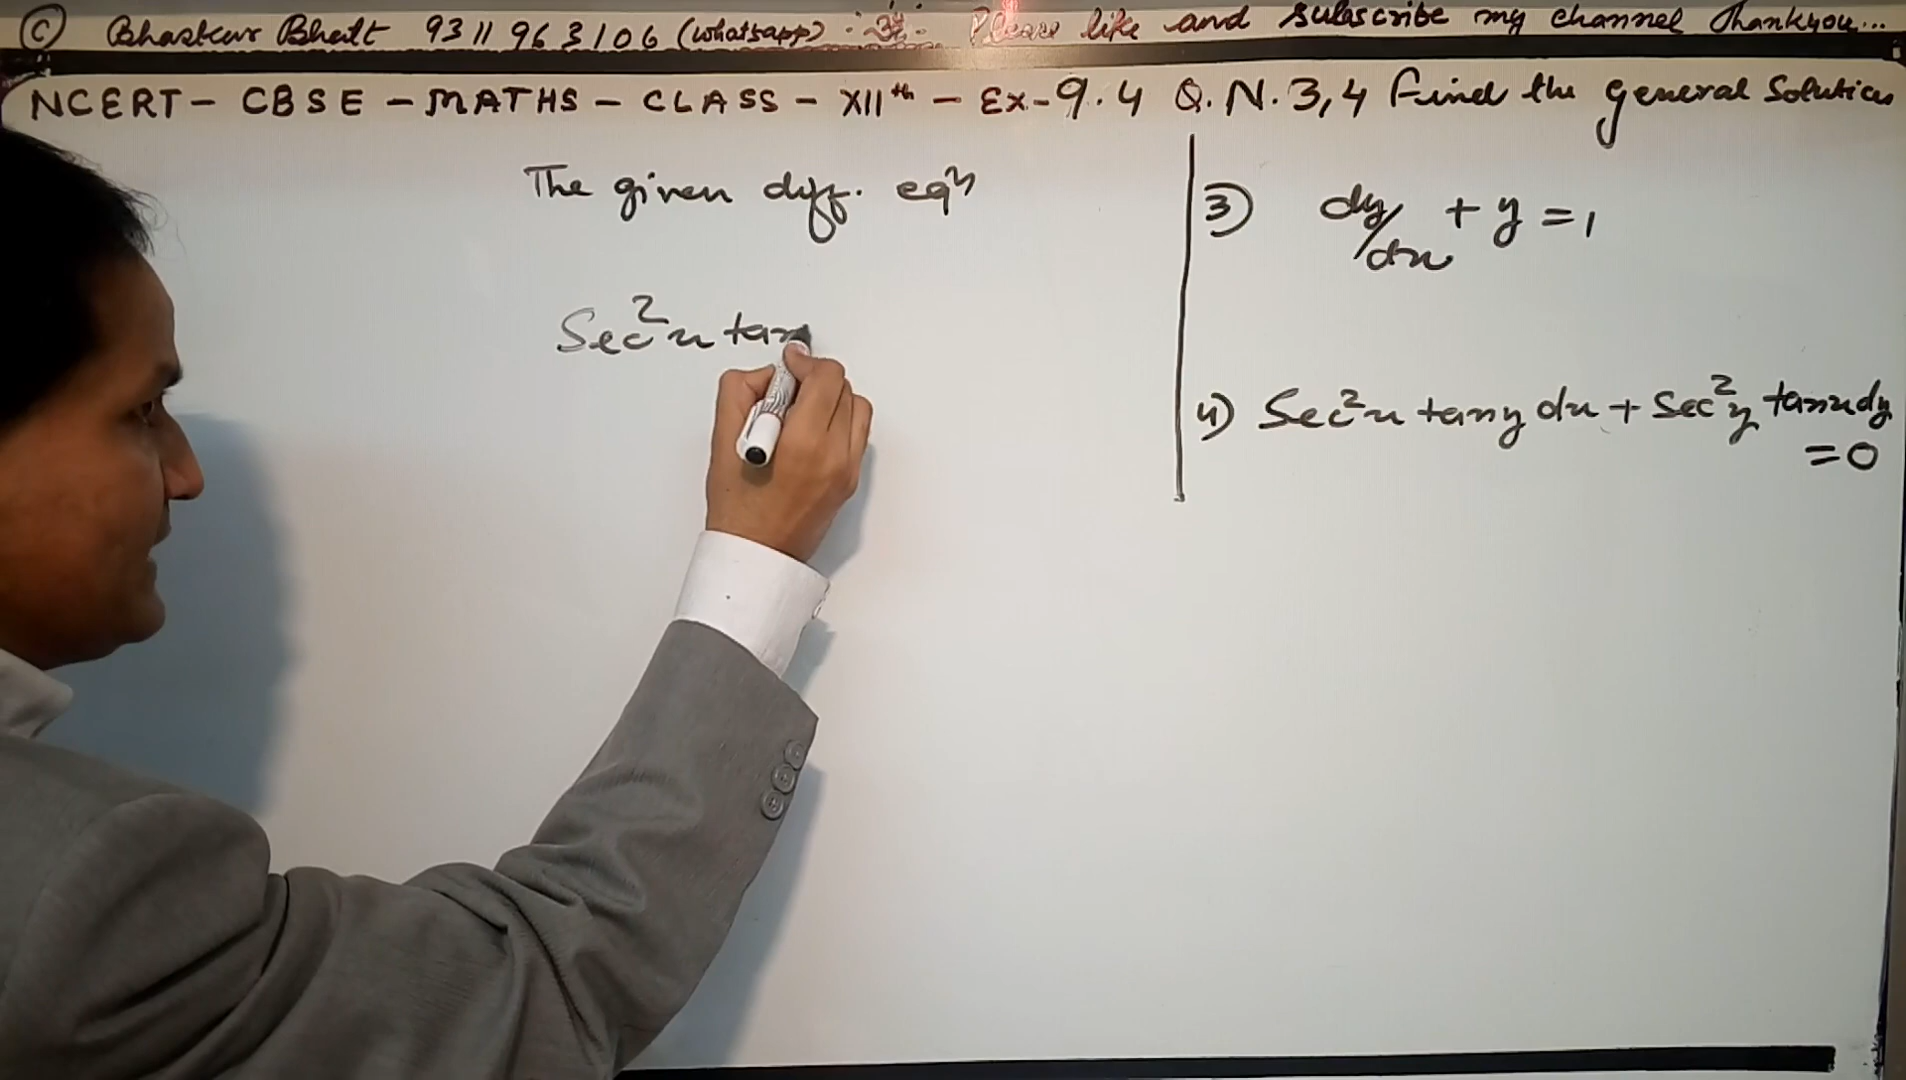 © Bhaskar Bhatt 9311963106 (whatsapp) Please like and subscribe my channel Thankyou...
NCERT - CBSE - MATHS - CLASS - XIIth - Ex-9.4 Q.N.3,4 Find the general Solution
The given diff. eqn
Sec²x tan
3) dy/dx + y = 1
4) Sec²x tany dx + Sec²y tanx dy
= 0